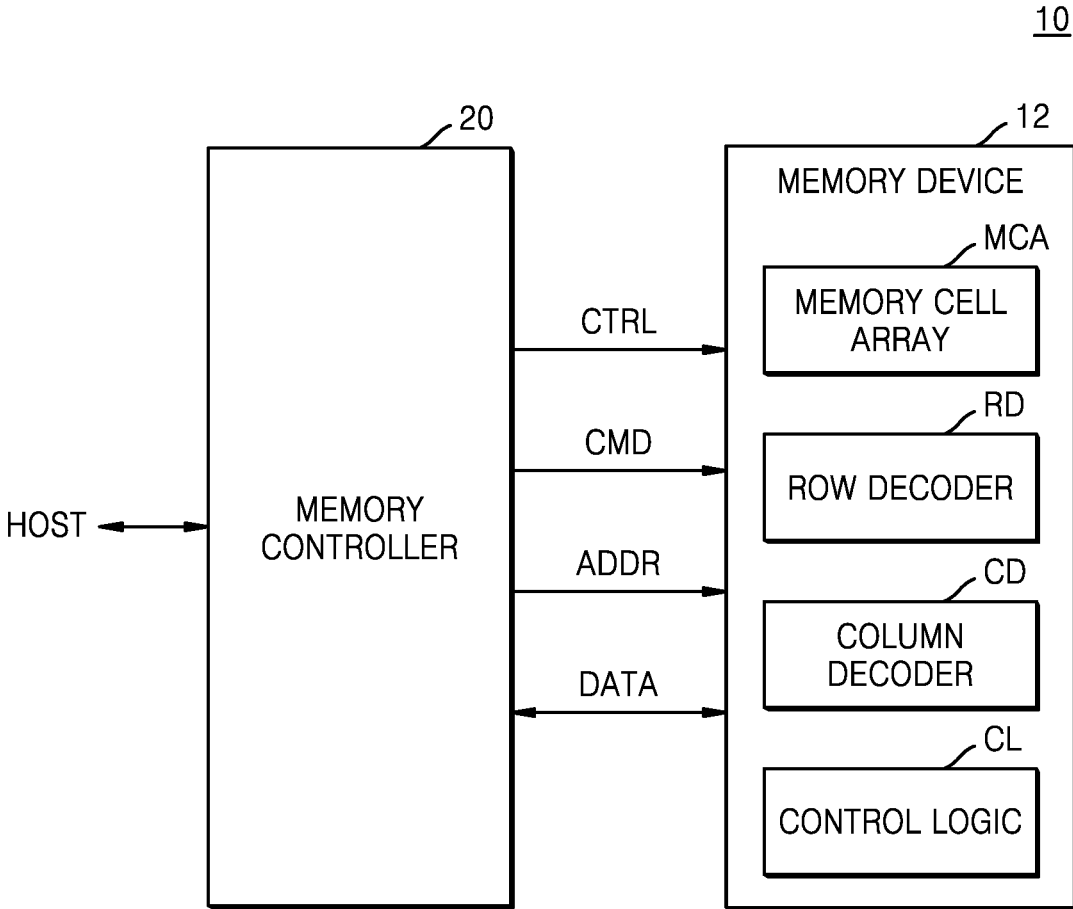 10
20
12
MEMORY DEVICE
MCA
MEMORY CELL
ARRAY
CTRL
RD
CMD
ROW DECODER
HOST
MEMORY
CONTROLLER
ADDR
CD
COLUMN
DECODER
DATA
CL
CONTROL LOGIC